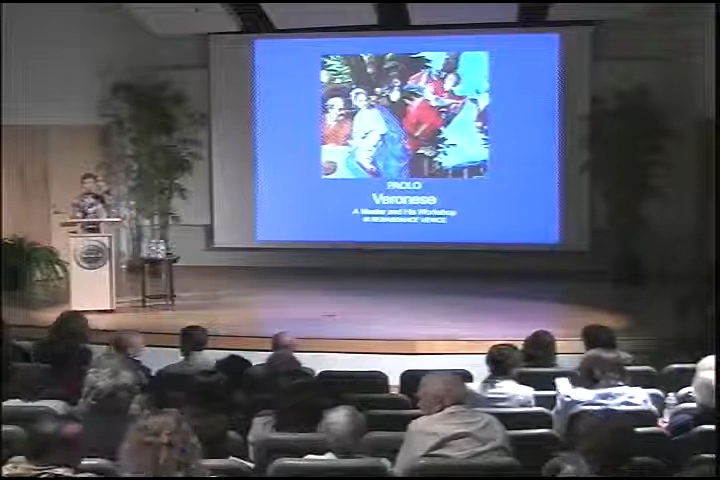 PAOLO
Veronese
A Master and His Workshop
IN RENAISSANCE VENICE